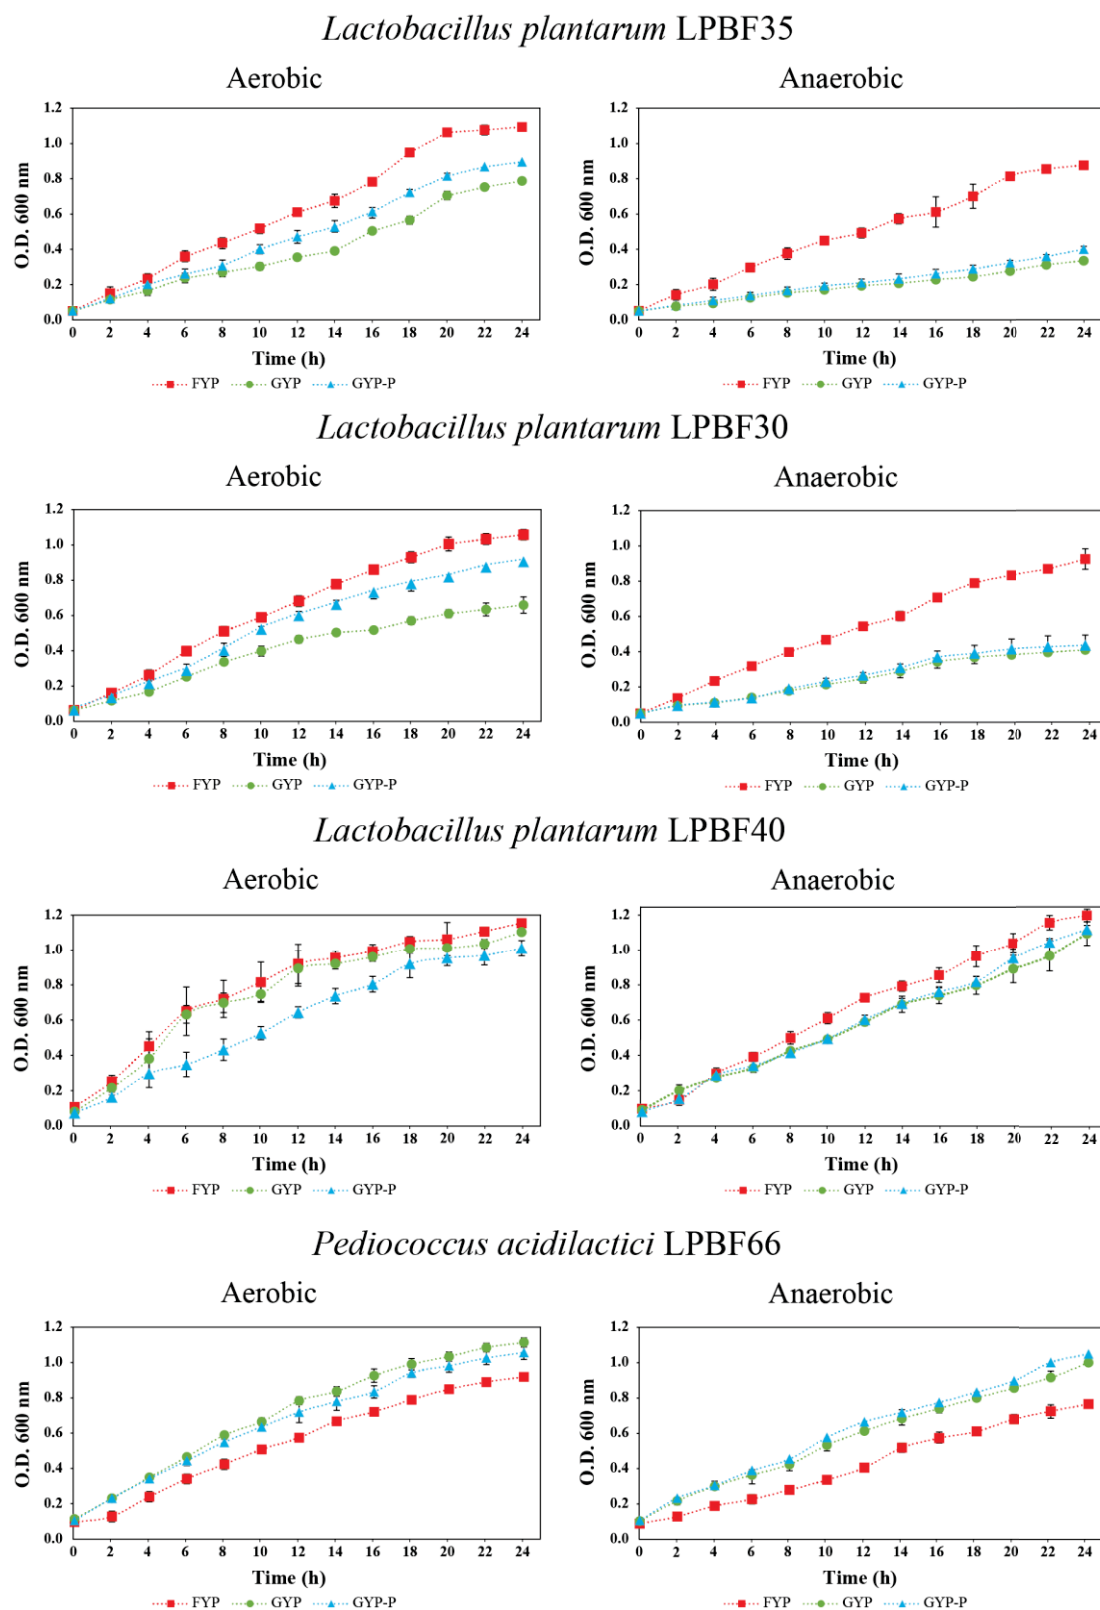 Lactobacillus plantarum LPBF35
Aerobic
1.2
1.0
0.8
0.6
0.4
0.2
0.0
O.D. 600 nm
0 2 4 6 8 10 12 14 16 18 20 22 24
Time (h)
FYP GYP GYP-P
Anaerobic
1.2
1.0
0.8
0.6
0.4
0.2
0.0
O.D. 600 nm
0 2 4 6 8 10 12 14 16 18 20 22 24
Time (h)
FYP GYP GYP-P
Lactobacillus plantarum LPBF30
Aerobic
1.2
1.0
0.8
0.6
0.4
0.2
0.0
O.D. 600 nm
0 2 4 6 8 10 12 14 16 18 20 22 24
Time (h)
FYP GYP GYP-P
Anaerobic
1.2
1.0
0.8
0.6
0.4
0.2
0.0
O.D. 600 nm
0 2 4 6 8 10 12 14 16 18 20 22 24
Time (h)
FYP GYP GYP-P
Lactobacillus plantarum LPBF40
Aerobic
1.2
1.0
0.8
0.6
0.4
0.2
0.0
O.D. 600 nm
0 2 4 6 8 10 12 14 16 18 20 22 24
Time (h)
FYP GYP GYP-P
Anaerobic
1.2
1.0
0.8
0.6
0.4
0.2
0.0
O.D. 600 nm
0 2 4 6 8 10 12 14 16 18 20 22 24
Time (h)
FYP GYP GYP-P
Pediococcus acidilactici LPBF66
Aerobic
1.2
1.0
0.8
0.6
0.4
0.2
0.0
O.D. 600 nm
0 2 4 6 8 10 12 14 16 18 20 22 24
Time (h)
FYP GYP GYP-P
Anaerobic
1.2
1.0
0.8
0.6
0.4
0.2
0.0
O.D. 600 nm
0 2 4 6 8 10 12 14 16 18 20 22 24
Time (h)
FYP GYP GYP-P